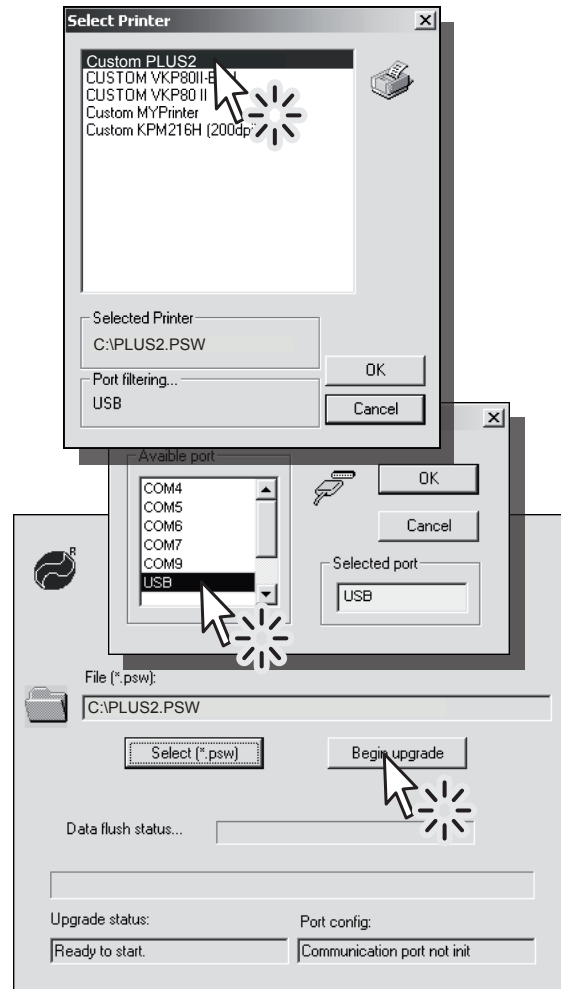 Select Printer
Custom PLUS2
CUSTOM VKP80II-
CUSTOM VKP80 II
Custom MYPrinter
Custom KPM216H (200dpi
Selected Printer
C:\PLUS2.PSW
Port filtering...
USB
OK
Cancel
Avaible port
COM4
COM5
COM6
COM7
COM9
USB
OK
Cancel
Selected port
USB
R
File (*.psw):
C:\PLUS2.PSW
Select (*.psw)
Begin upgrade
Data flush status...
Upgrade status:
Port config:
Ready to start.
Communication port not init